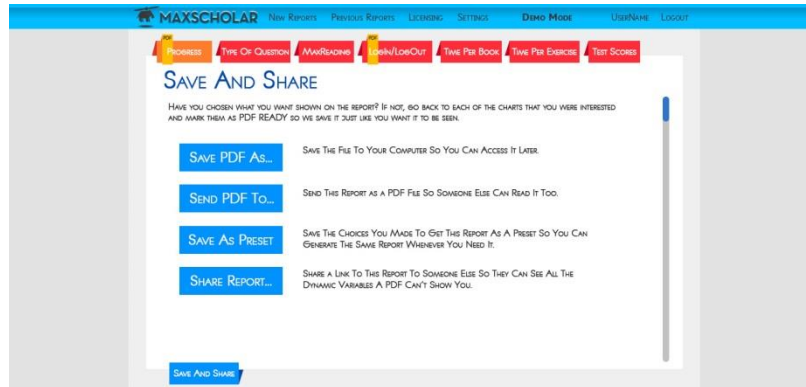 MAXSCHOLAR New Reports Previous Reports Licensing Settings Demo Mode UserName Logout
PDF PDF
Progress Type Of Question MaxReading LogIn/LogOut Time Per Book Time Per Exercise Test Scores
Save And Share
Have you chosen what you want shown on the report? If not, go back to each of the charts that you were interested
and mark them as PDF READY so we save it just like you want it to be seen.
Save PDF As... Save The File To Your Computer So You Can Access It Later.
Send PDF To... Send This Report as a PDF File So Someone Else Can Read It Too.
Save As Preset Save The Choices You Made To Get This Report As A Preset So You Can
Generate The Same Report Whenever You Need It.
Share Report... Share a Link To This Report To Someone Else So They Can See All The
Dynamic Variables A PDF Can't Show You.
Save And Share